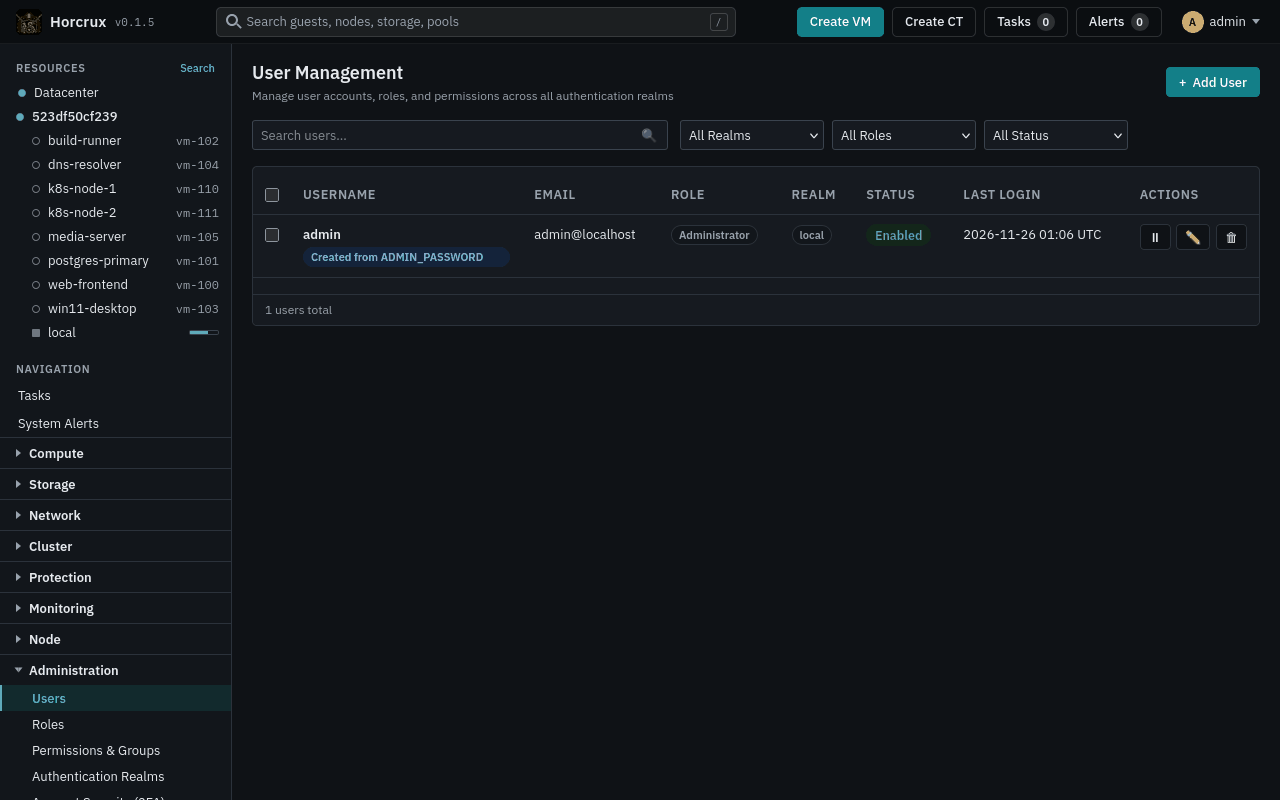 Horcrux v0.1.5
Search guests, nodes, storage, pools /
Create VM
Create CT
Tasks 0
Alerts 0
A admin
RESOURCES Search
Datacenter
523df50cf239
build-runner vm-102
dns-resolver vm-104
k8s-node-1 vm-110
k8s-node-2 vm-111
media-server vm-105
postgres-primary vm-101
web-frontend vm-100
win11-desktop vm-103
local
NAVIGATION
Tasks
System Alerts
Compute
Storage
Network
Cluster
Protection
Monitoring
Node
Administration
Users
Roles
Permissions & Groups
Authentication Realms
User Management
Manage user accounts, roles, and permissions across all authentication realms
+ Add User
Search users...
All Realms
All Roles
All Status
USERNAME EMAIL ROLE REALM STATUS LAST LOGIN ACTIONS
admin admin@localhost Administrator local Enabled 2026-11-26 01:06 UTC
Created from ADMIN_PASSWORD
1 users total